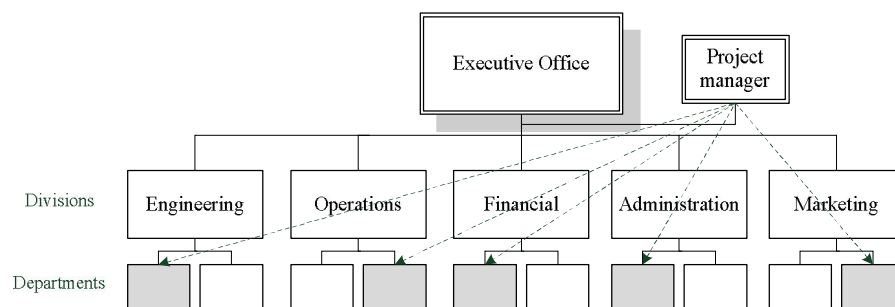 Executive Office
Project
manager
Divisions
Engineering
Operations
Financial
Administration
Marketing
Departments